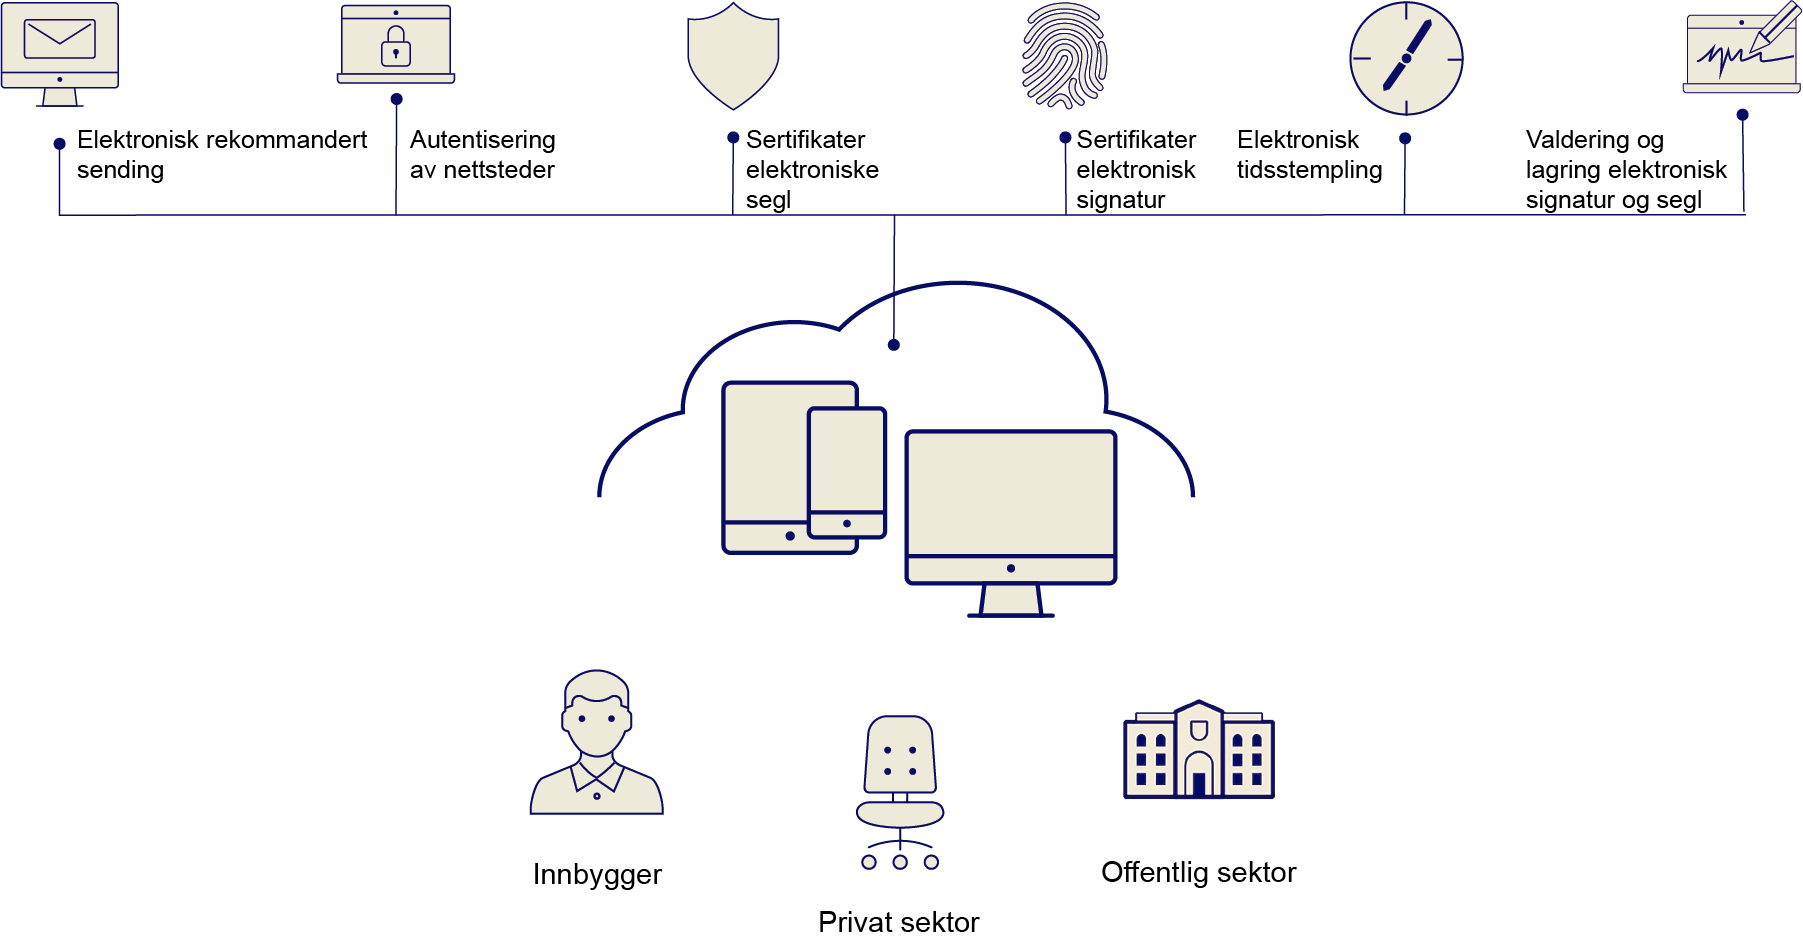 Elektronisk rekommandert
sending
Autentisering
av nettsteder
Sertifikater
elektroniske
segl
Sertifikater
elektronisk
signatur
Elektronisk
tidsstempling
Valdering og
lagring elektronisk
signatur og segl
Innbygger
Privat sektor
Offentlig sektor